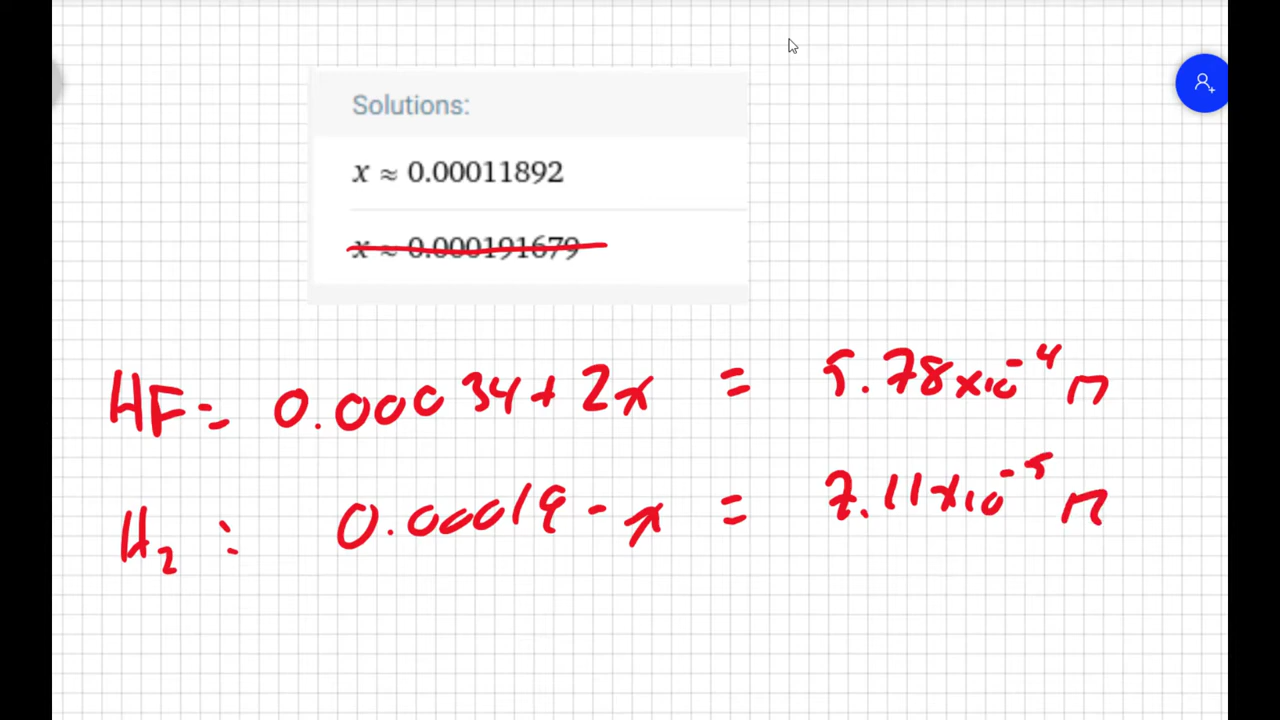 Solutions:
x ≈ 0.00011892
x ≈ 0.000191679
HF = 0.00034 + 2x = 5.78x10⁻⁴ M
H₂ : 0.00019 - x = 7.11x10⁻⁵ M